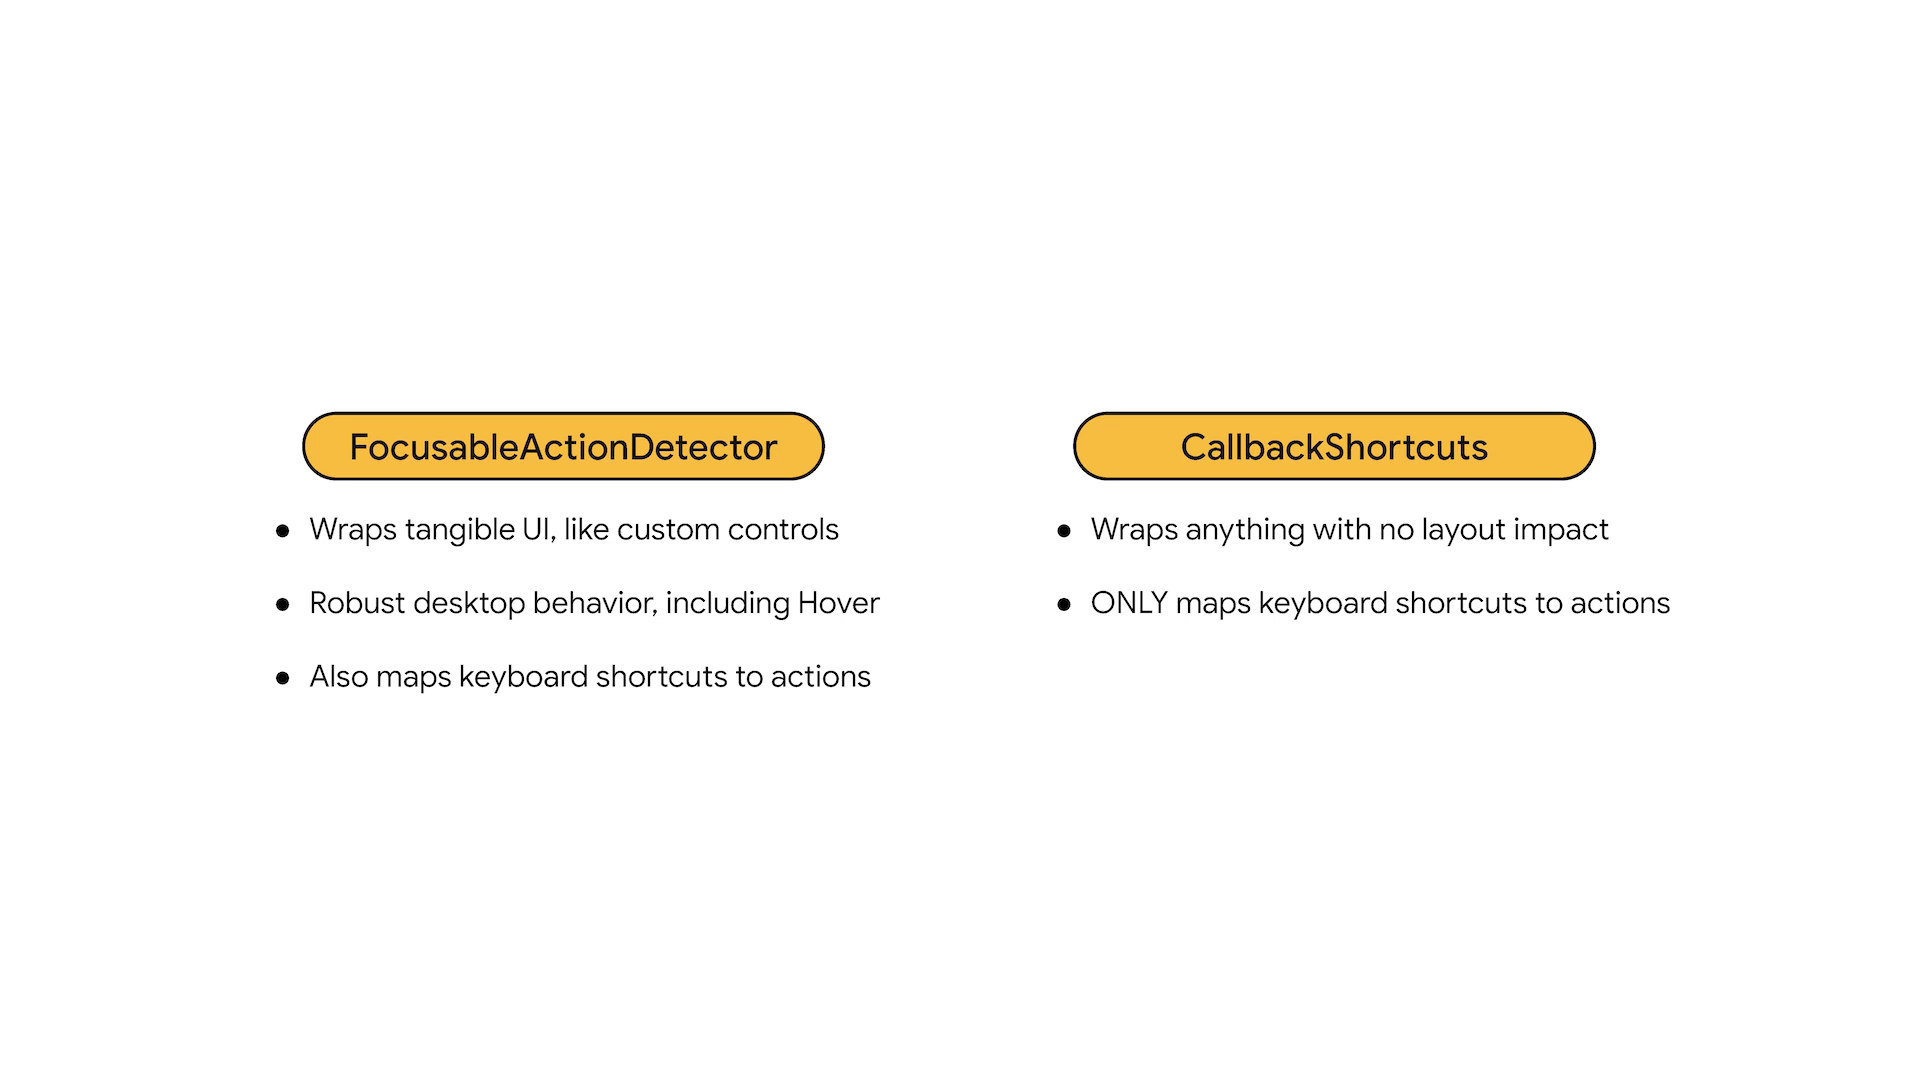 FocusableActionDetector
● Wraps tangible UI, like custom controls
● Robust desktop behavior, including Hover
● Also maps keyboard shortcuts to actions
CallbackShortcuts
● Wraps anything with no layout impact
● ONLY maps keyboard shortcuts to actions